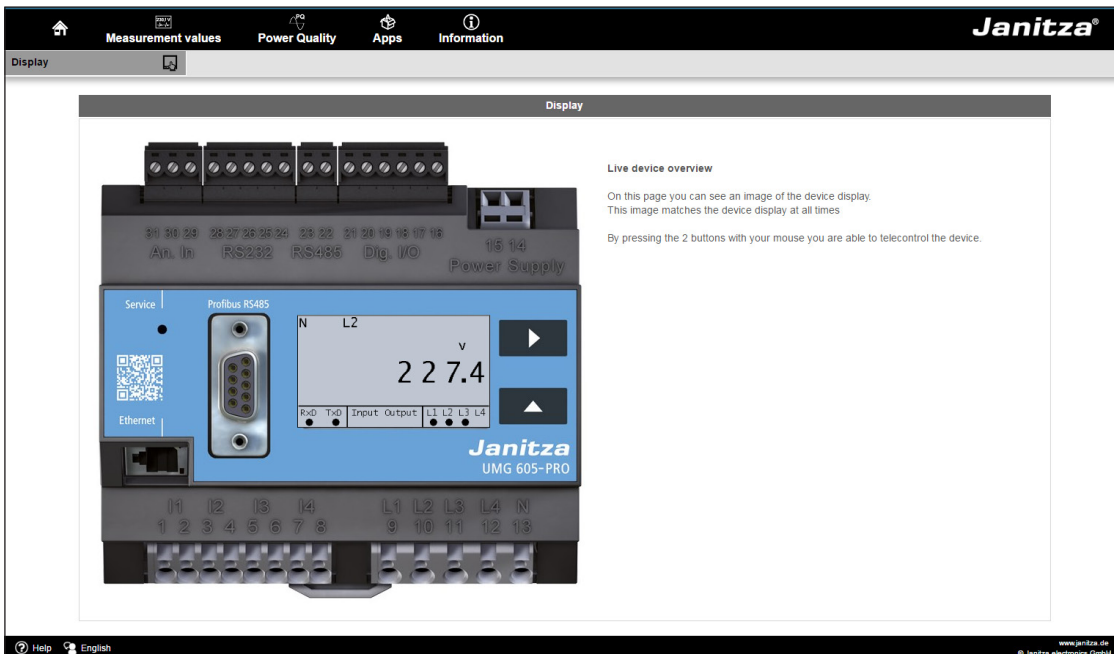 Measurement values
Power Quality
Apps
Information
Janitza®
Display
Display
Live device overview
On this page you can see an image of the device display.
This image matches the device display at all times
By pressing the 2 buttons with your mouse you are able to telecontrol the device.
31 30 29 28 27 26 25 24 23 22 21 20 19 18 17 16
An. In RS232 RS485 Dig. I/O
15 14
Power Supply
Service
Profibus RS485
N L2
V
227.4
RxD TxD Input Output L1 L2 L3 L4
Ethernet
Janitza
UMG 605-PRO
I1 I2 I3 I4 L1 L2 L3 L4 N
1 2 3 4 5 6 7 8 9 10 11 12 13
Help
English
www.janitza.de
© Janitza electronics GmbH